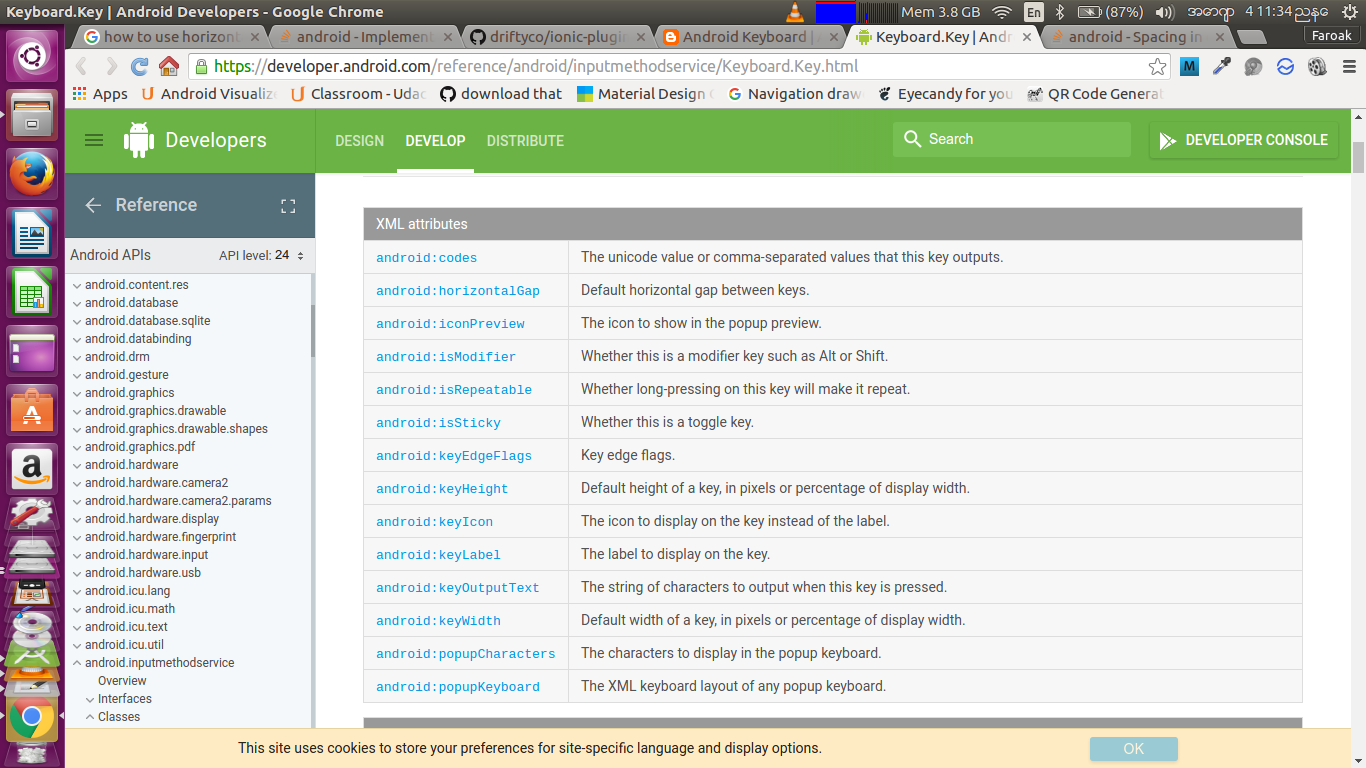 Keyboard.Key | Android Developers - Google Chrome
Mem 3.8 GB
En
(87%)
4 11:34
how to use horizont
android - Implemen
driftyco/ionic-plugin
Android Keyboard | A
Keyboard.Key | Andr
android - Spacing in
Faroak
https://developer.android.com/reference/android/inputmethodservice/Keyboard.Key.html
Apps
Android Visualiz
Classroom - Udac
download that
Material Design
Navigation draw
Eyecandy for you
QR Code Generat
Developers
DESIGN
DEVELOP
DISTRIBUTE
Search
DEVELOPER CONSOLE
Reference
Android APIs
API level: 24
android.content.res
android.database
android.database.sqlite
android.databinding
android.drm
android.gesture
android.graphics
android.graphics.drawable
android.graphics.drawable.shapes
android.graphics.pdf
android.hardware
android.hardware.camera2
android.hardware.camera2.params
android.hardware.display
android.hardware.fingerprint
android.hardware.input
android.hardware.usb
android.icu.lang
android.icu.math
android.icu.text
android.icu.util
android.inputmethodservice
Overview
Interfaces
Classes
XML attributes
android:codes The unicode value or comma-separated values that this key outputs.
android:horizontalGap Default horizontal gap between keys.
android:iconPreview The icon to show in the popup preview.
android:isModifier Whether this is a modifier key such as Alt or Shift.
android:isRepeatable Whether long-pressing on this key will make it repeat.
android:isSticky Whether this is a toggle key.
android:keyEdgeFlags Key edge flags.
android:keyHeight Default height of a key, in pixels or percentage of display width.
android:keyIcon The icon to display on the key instead of the label.
android:keyLabel The label to display on the key.
android:keyOutputText The string of characters to output when this key is pressed.
android:keyWidth Default width of a key, in pixels or percentage of display width.
android:popupCharacters The characters to display in the popup keyboard.
android:popupKeyboard The XML keyboard layout of any popup keyboard.
This site uses cookies to store your preferences for site-specific language and display options.
OK